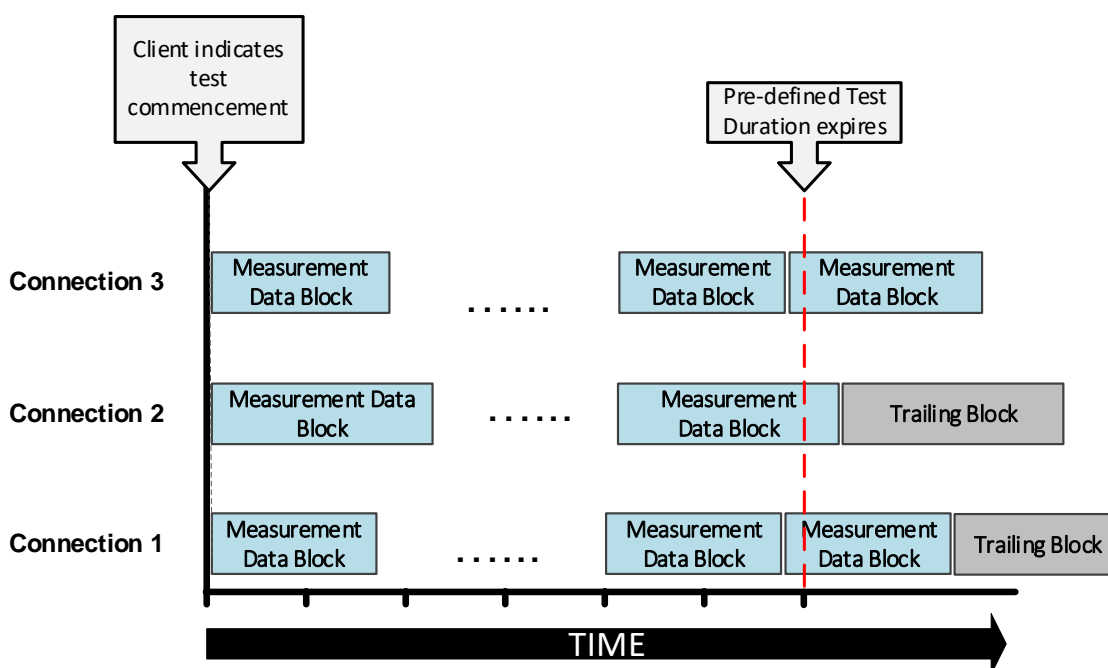 Client indicates
test
commencement
Pre-defined Test
Duration expires
Connection 3
Measurement
Data Block
......
Measurement
Data Block
Measurement
Data Block
Connection 2
Measurement Data
Block
......
Measurement
Data Block
Trailing Block
Connection 1
Measurement
Data Block
......
Measurement
Data Block
Measurement
Data Block
Trailing Block
TIME